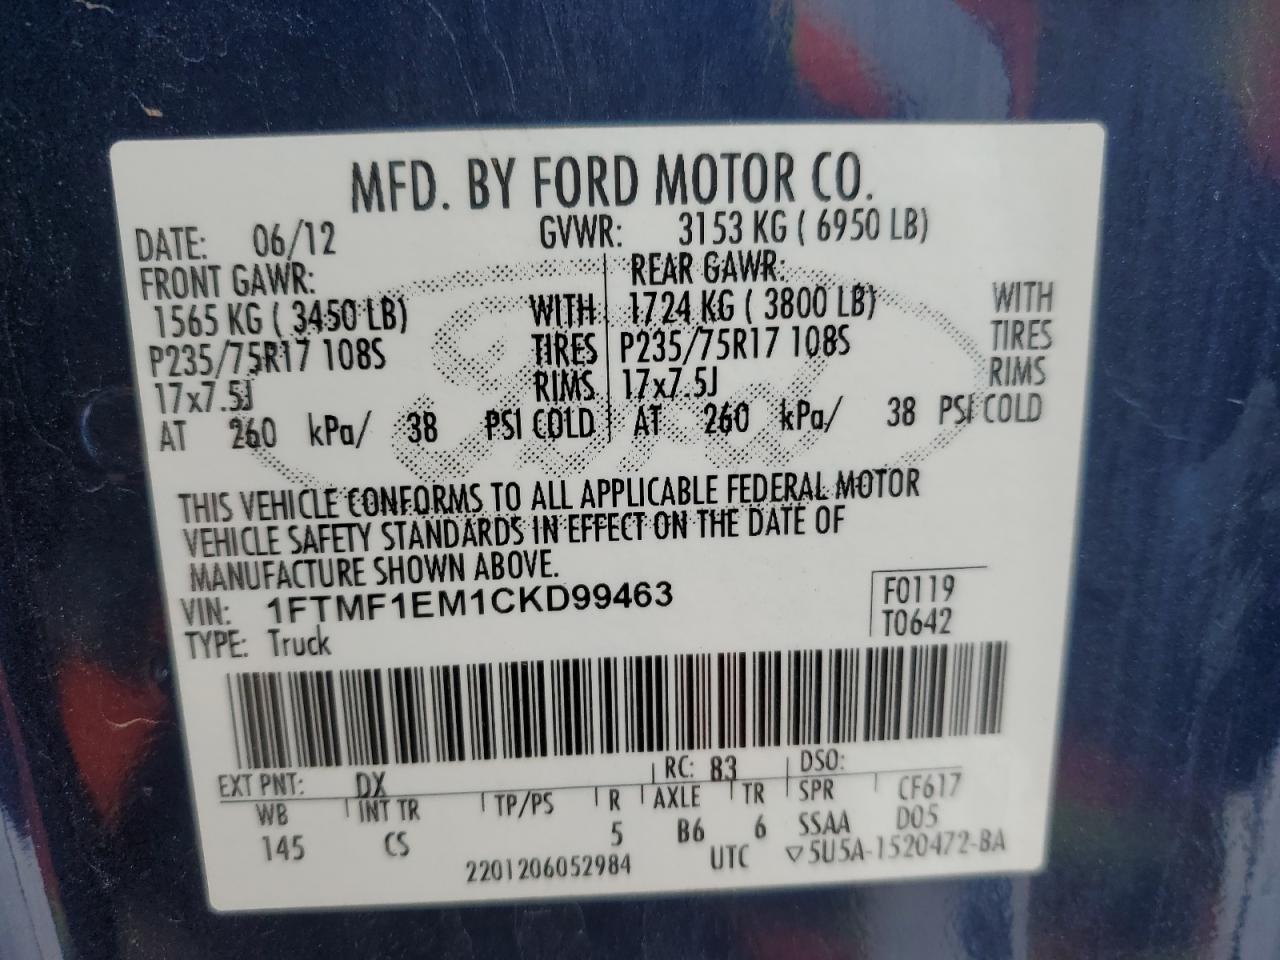 MFD. BY FORD MOTOR CO.
DATE: 06/12 GVWR: 3153 KG ( 6950 LB)
FRONT GAWR: REAR GAWR:
1565 KG ( 3450 LB) WITH 1724 KG ( 3800 LB) WITH
P235/75R17 108S TIRES P235/75R17 108S TIRES
17x7.5J RIMS 17x7.5J RIMS
AT 260 kPa/ 38 PSI COLD AT 260 kPa/ 38 PSI COLD
THIS VEHICLE CONFORMS TO ALL APPLICABLE FEDERAL MOTOR
VEHICLE SAFETY STANDARDS IN EFFECT ON THE DATE OF
MANUFACTURE SHOWN ABOVE.
VIN: 1FTMF1EM1CKD99463 F0119
TYPE: Truck T0642
EXT PNT: DX RC: 83 DSO:
WB INT TR TP/PS R AXLE TR SPR CF617
145 CS 5 B6 6 SSAA D05
2201206052984 UTC ▽5U5A-1520472-BA